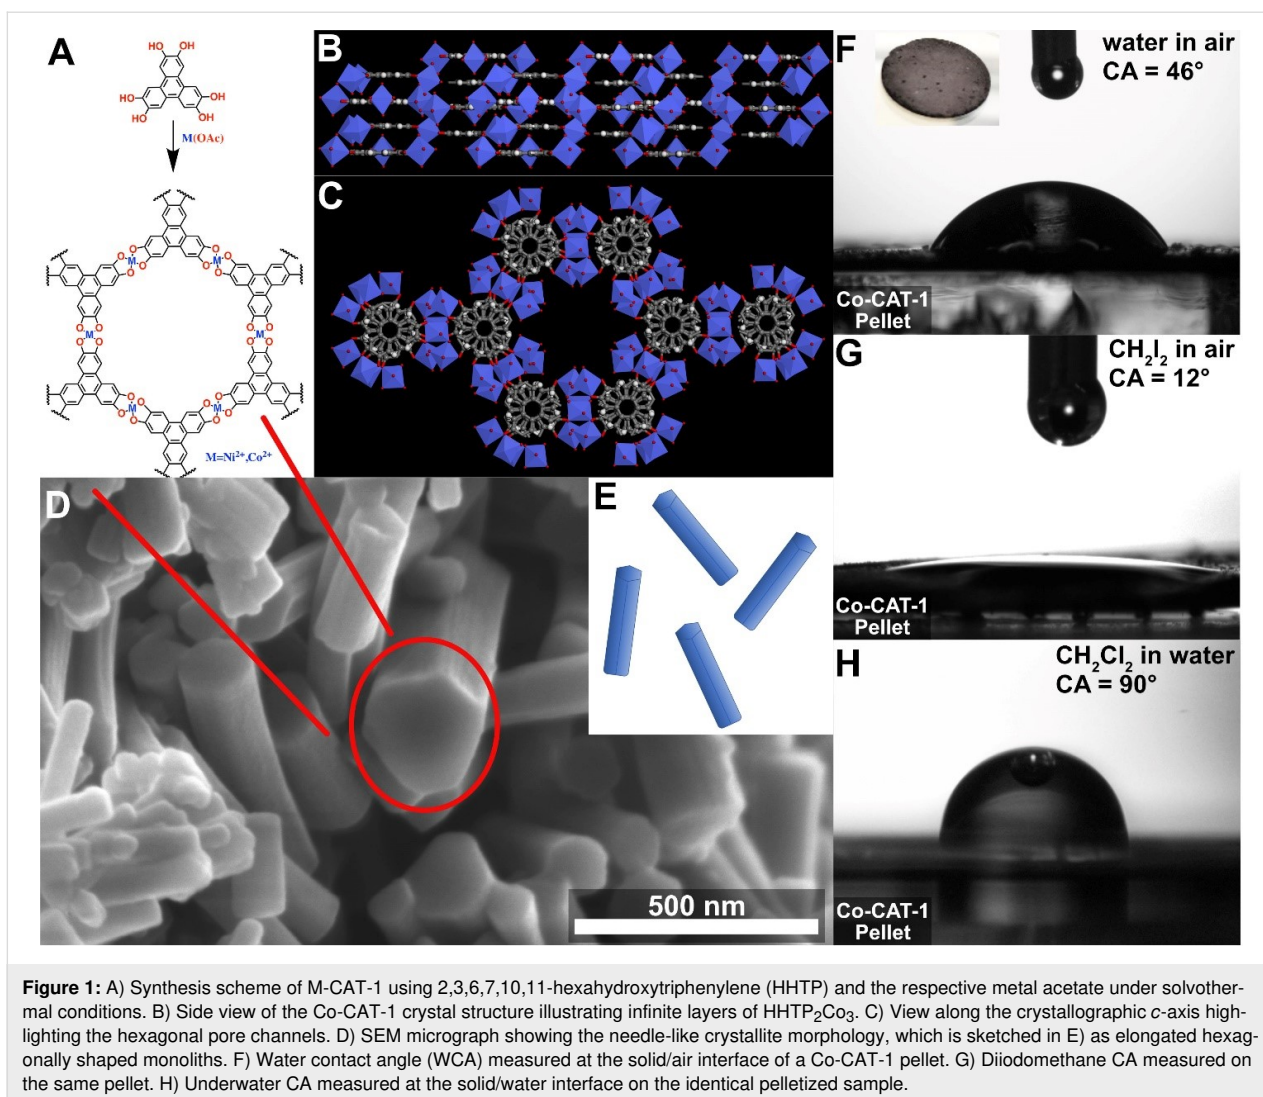 A
HO OH
HO OH
HO OH
M(OAc)
O O O O
O M O O M O
O O O O
M M
O O O O
O O O O
O M O O M O
M=Ni²⁺,Co²⁺
B
C
D
500 nm
E
F
water in air
CA = 46°
Co-CAT-1
Pellet
G
CH₂I₂ in air
CA = 12°
Co-CAT-1
Pellet
H
CH₂Cl₂ in water
CA = 90°
Co-CAT-1
Pellet
Figure 1: A) Synthesis scheme of M-CAT-1 using 2,3,6,7,10,11-hexahydroxytriphenylene (HHTP) and the respective metal acetate under solvother-
mal conditions. B) Side view of the Co-CAT-1 crystal structure illustrating infinite layers of HHTP₂Co₃. C) View along the crystallographic c-axis high-
lighting the hexagonal pore channels. D) SEM micrograph showing the needle-like crystallite morphology, which is sketched in E) as elongated hexag-
onally shaped monoliths. F) Water contact angle (WCA) measured at the solid/air interface of a Co-CAT-1 pellet. G) Diiodomethane CA measured on
the same pellet. H) Underwater CA measured at the solid/water interface on the identical pelletized sample.